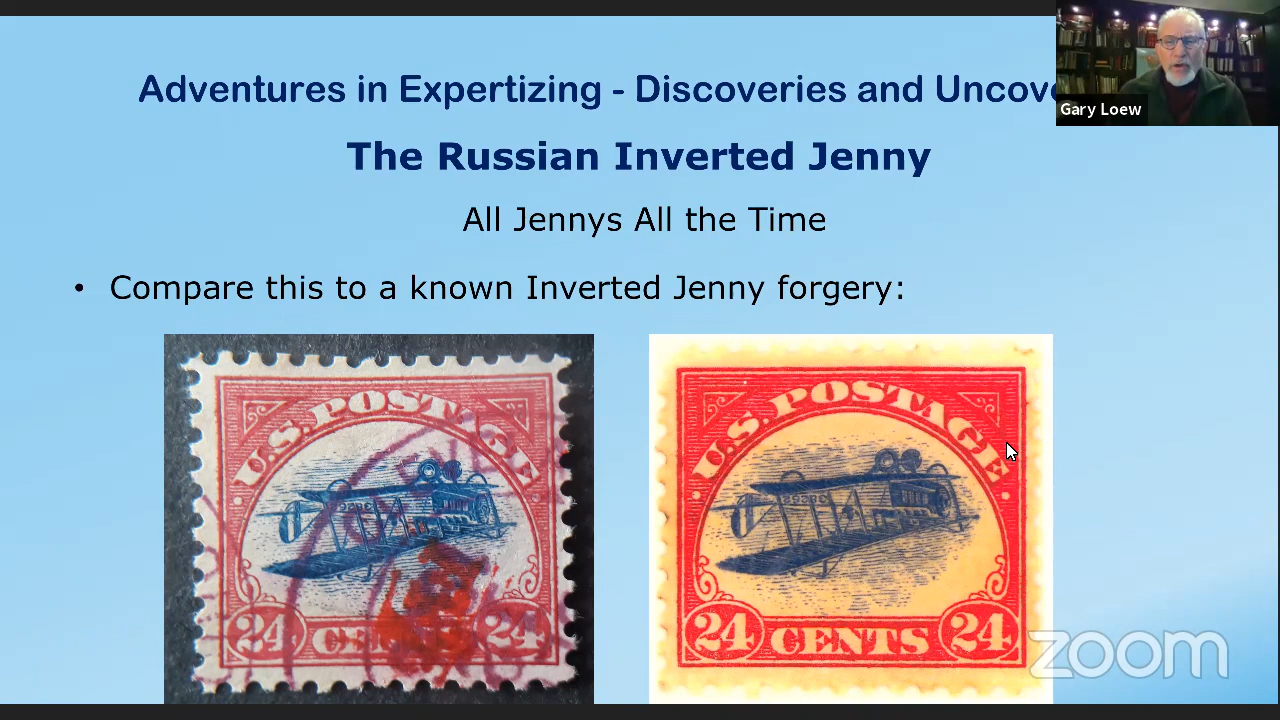 Adventures in Expertizing - Discoveries and
Gary Loew
The Russian Inverted Jenny
All Jennys All the Time
• Compare this to a known Inverted Jenny forgery:
U.S. POSTAGE
24 CENTS 24
U.S. POSTAGE
24 CENTS 24
zoom